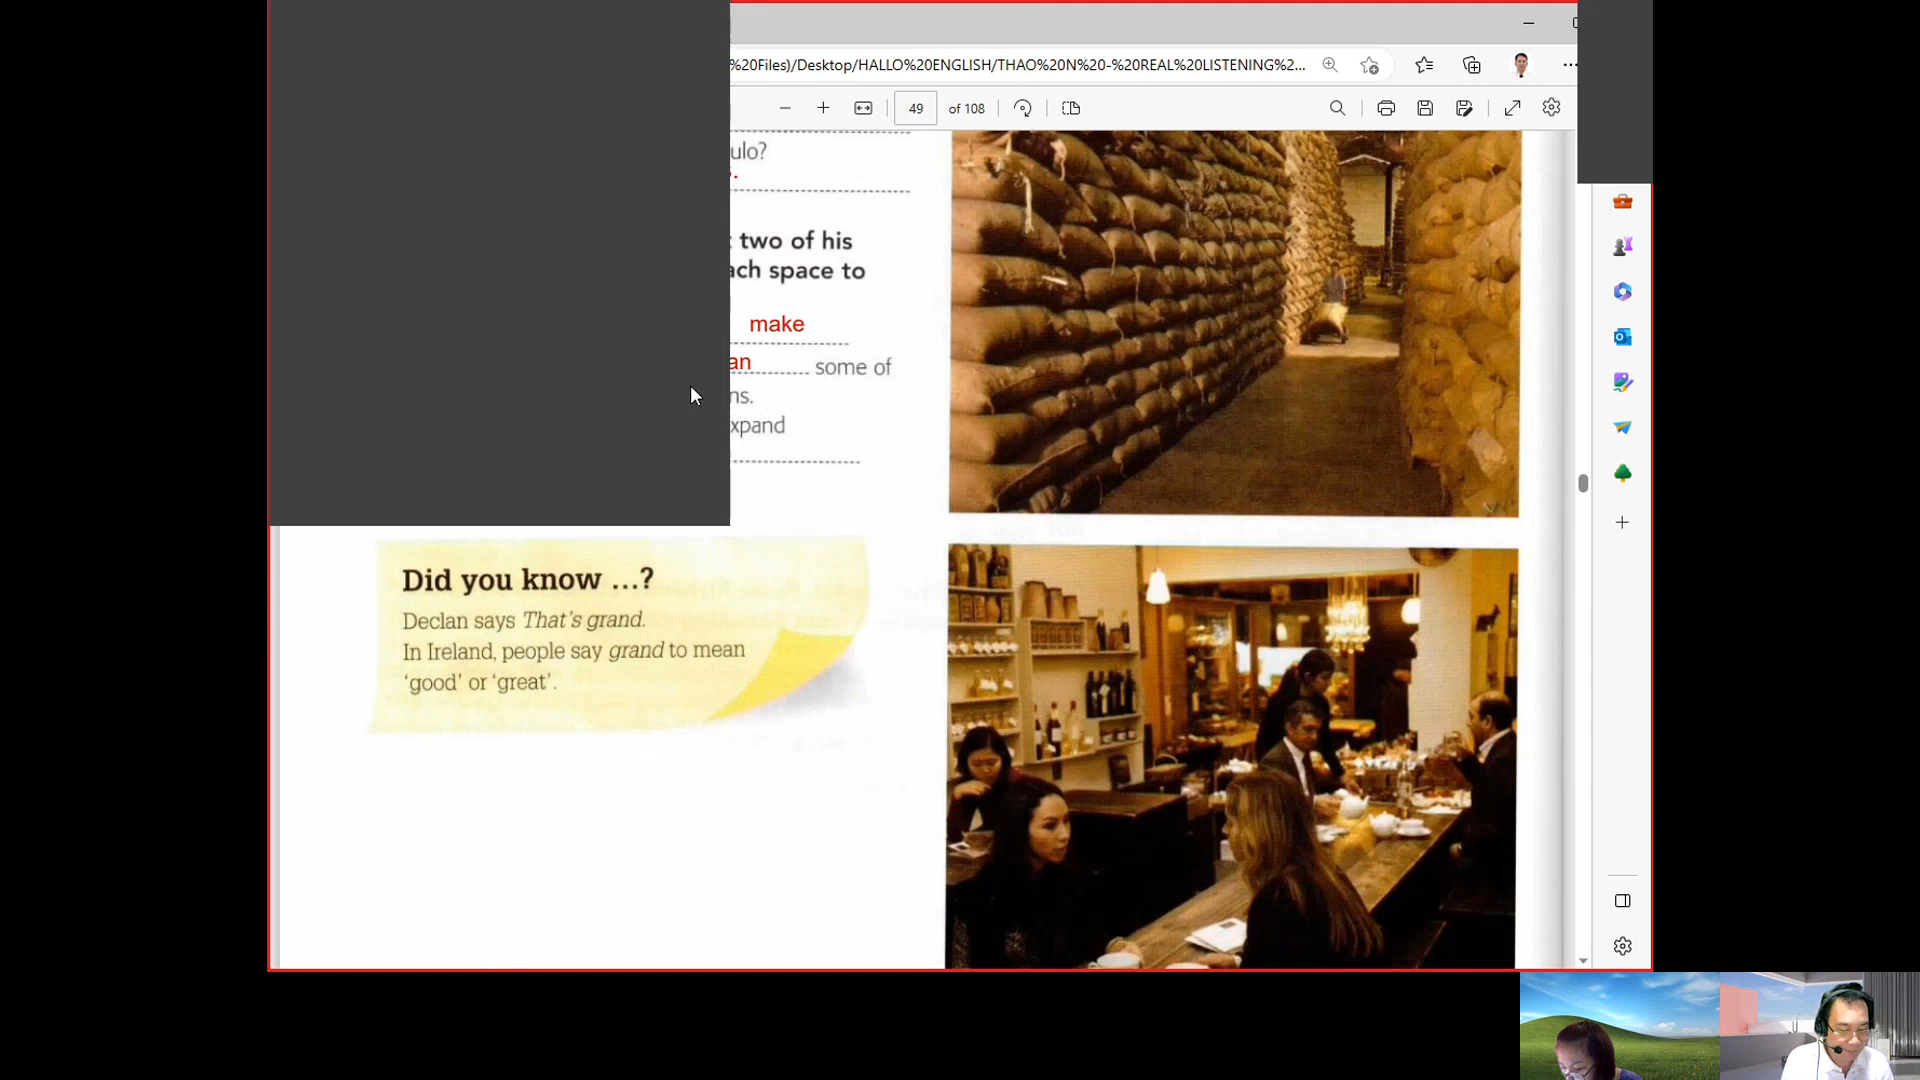 %20Files)/Desktop/HALLO%20ENGLISH/THAO%20N%20-%20REAL%20LISTENING%2...
49 of 108
ulo?
s.
two of his
ach space to
make
an some of
ns.
xpand
Did you know ...?
Declan says That's grand.
In Ireland, people say grand to mean
'good' or 'great'.